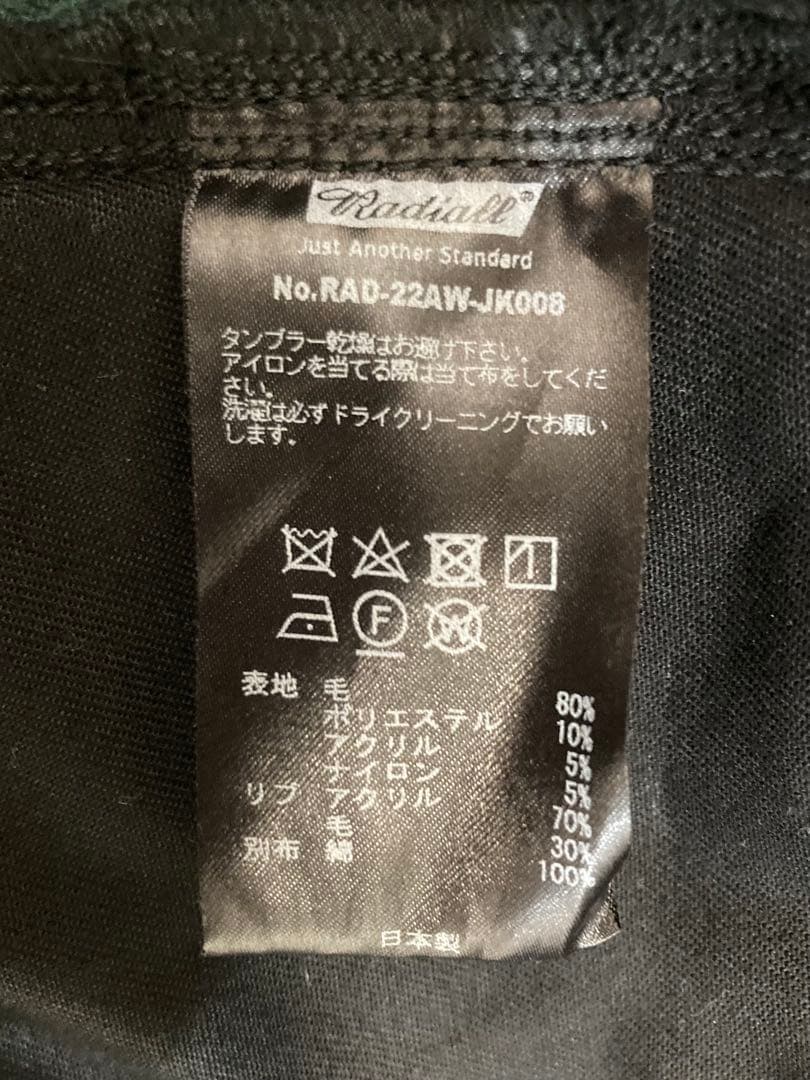 Radiall®
Just Another Standard
No.RAD-22AW-JK008
タンブラー乾燥はお避け下さい。
アイロンを当てる際は当て布をしてくだ
さい。
洗濯は必ずドライクリーニングでお願い
します。
F W
表地 毛 80%
ポリエステル 10%
アクリル 5%
ナイロン 5%
リブ アクリル 70%
毛 30%
別布 綿 100%
日本製